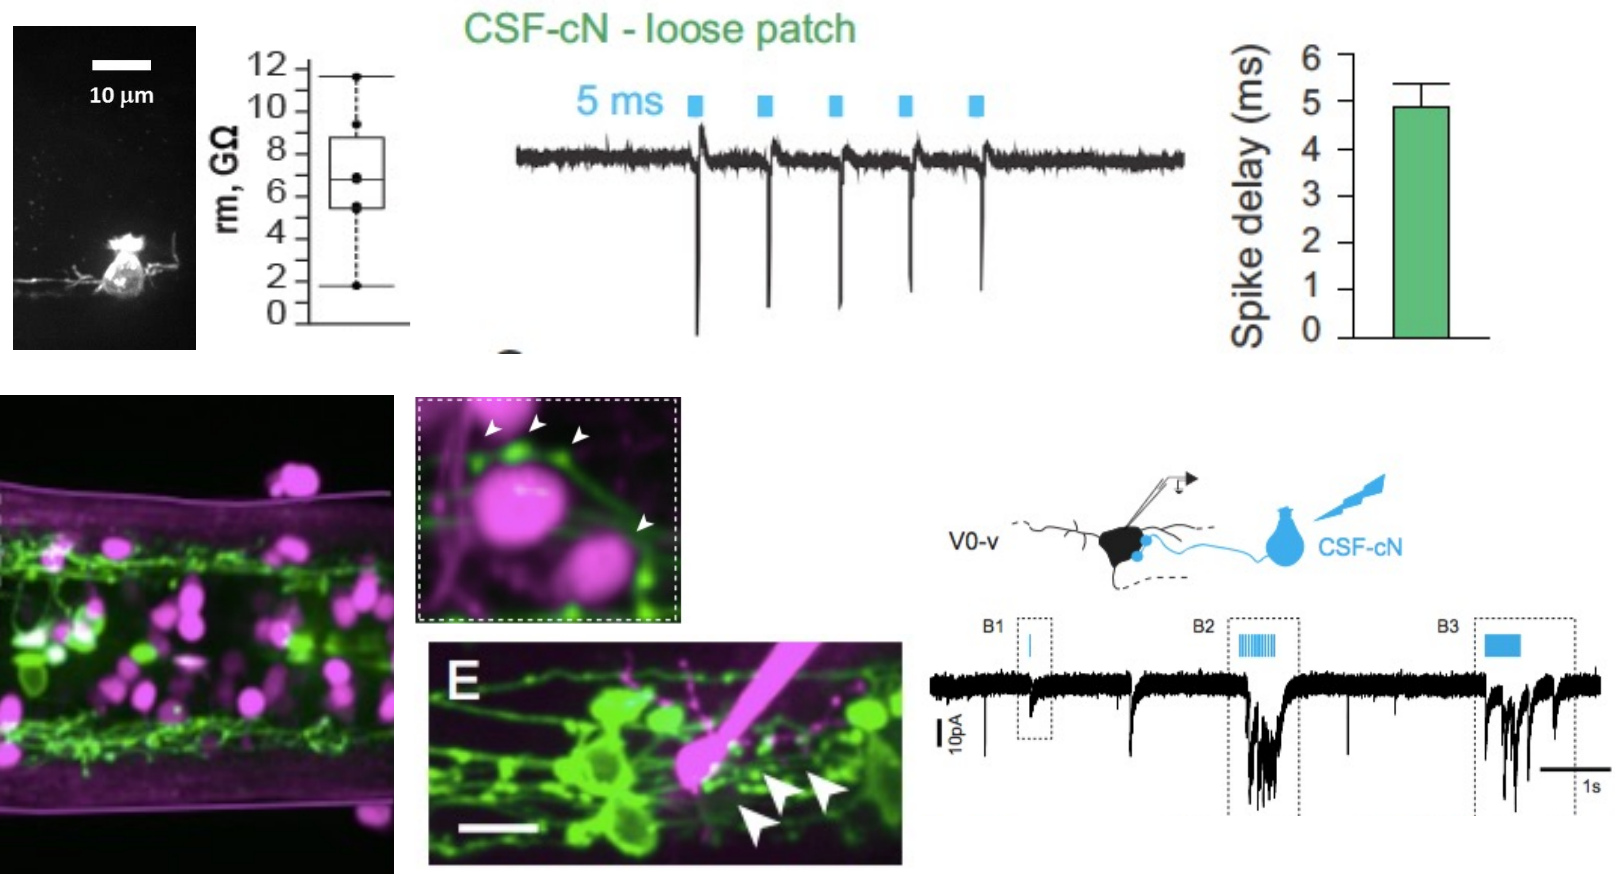 10 μm
rm, GΩ
12
10
8
6
4
2
0
CSF-cN - loose patch
5 ms
Spike delay (ms)
6
5
4
3
2
1
0
E
V0-v
CSF-cN
B1
B2
B3
10pA
1s